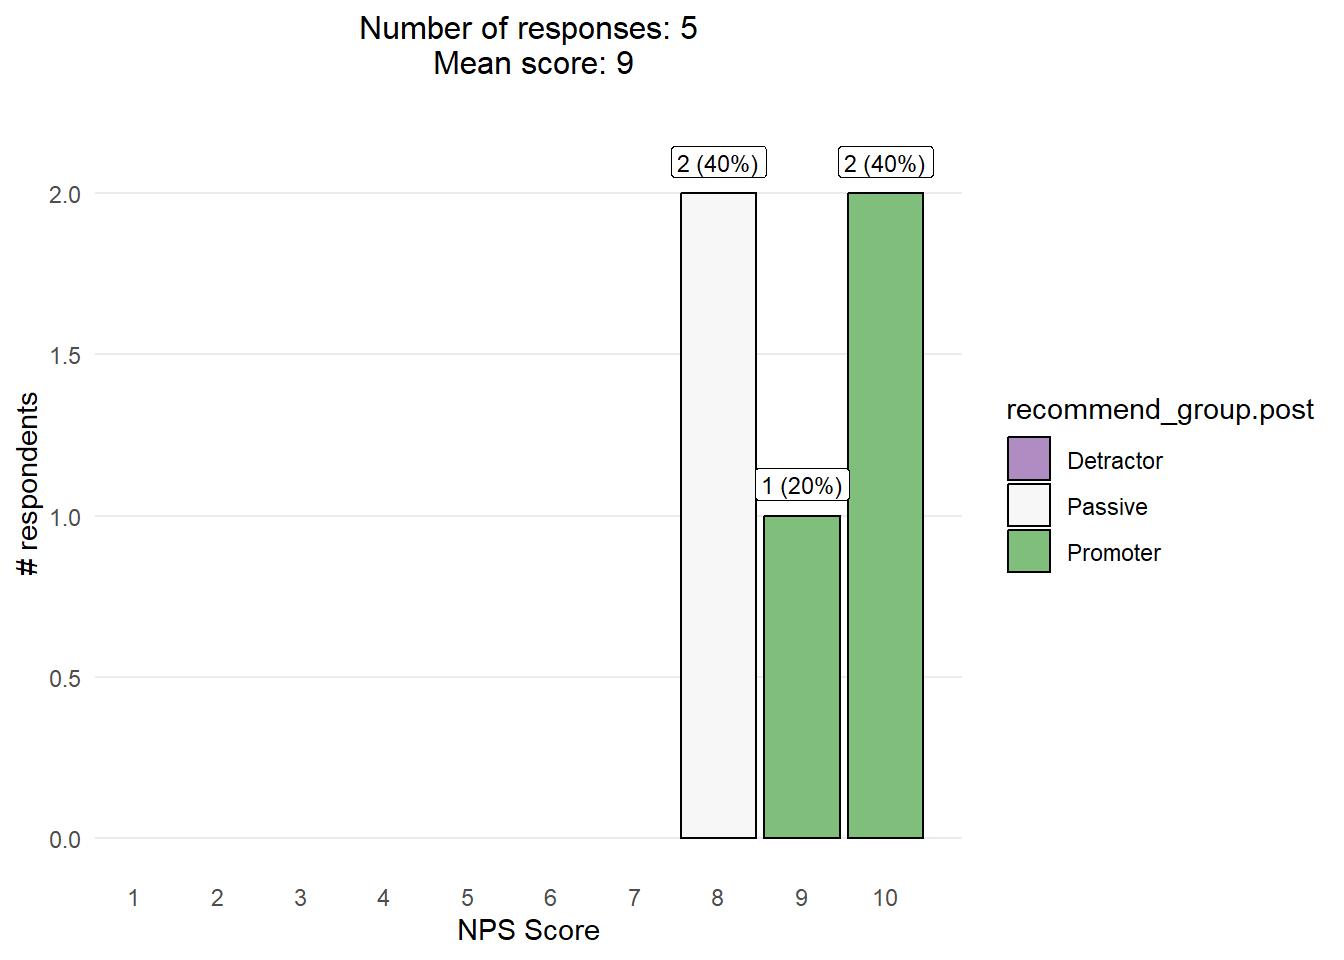 Number of responses: 5
Mean score: 9
2 (40%)
2 (40%)
1 (20%)
2.0
1.5
1.0
0.5
0.0
# respondents
1 2 3 4 5 6 7 8 9 10
NPS Score
recommend_group.post
Detractor
Passive
Promoter